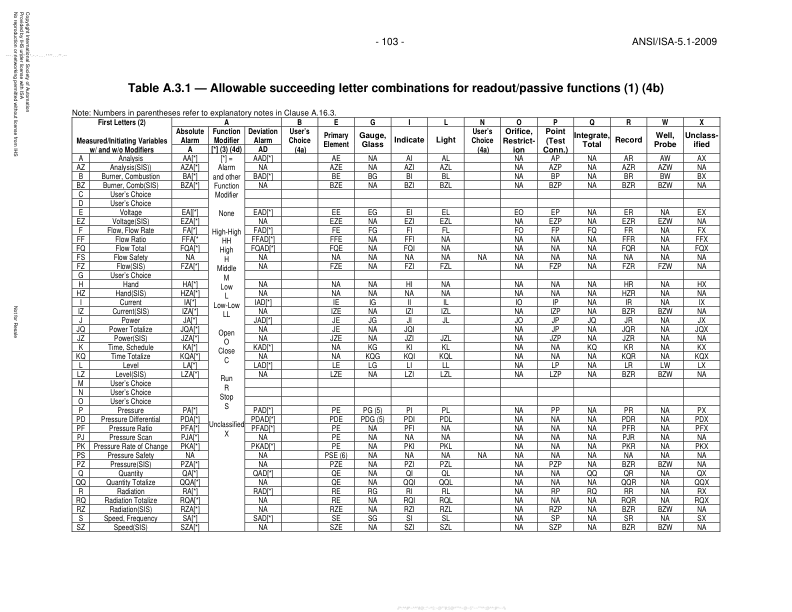 Copyright International Society of Automation
Provided by IHS under license with ISA
No reproduction or networking permitted without license from IHS
Not for Resale
- 103 -
ANSI/ISA-5.1-2009
Table A.3.1 — Allowable succeeding letter combinations for readout/passive functions (1) (4b)
Note: Numbers in parentheses refer to explanatory notes in Clause A.16.3.
First Letters (2) A B E G I L N O P Q R W X
Measured/Initiating Variables w/ and w/o Modifiers
Absolute Alarm A
Function Modifier [*] (3) (4d)
Deviation Alarm AD
User's Choice (4a)
Primary Element
Gauge, Glass
Indicate
Light
User's Choice (4a)
Orifice, Restrict-ion
Point (Test Conn.)
Integrate, Total
Record
Well, Probe
Unclass-ified
[*] =
Alarm
and other
Function
Modifier
None
High-High
HH
High
H
Middle
M
Low
L
Low-Low
LL
Open
O
Close
C
Run
R
Stop
S
Unclassified
X
A Analysis AA[*] AAD[*] AE NA AI AL NA AP NA AR AW AX
AZ Analysis(SIS)) AZA[*] NA AZE NA AZI AZL NA AZP NA AZR AZW NA
B Burner, Combustion BA[*] BAD[*] BE BG BI BL NA BP NA BR BW BX
BZ Burner, Comb(SIS) BZA[*] NA BZE NA BZI BZL NA BZP NA BZR BZW NA
C User's Choice
D User's Choice
E Voltage EA[[*] EAD[*] EE EG EI EL EO EP NA ER NA EX
EZ Voltage(SIS) EZA[*] NA EZE NA EZI EZL NA EZP NA EZR EZW NA
F Flow, Flow Rate FA[*] FAD[*] FE FG FI FL FO FP FQ FR NA FX
FF Flow Ratio FFA[*] FFAD[*] FFE NA FFI NA NA NA NA FFR NA FFX
FQ Flow Total FQA[*] FQAD[*] FQE NA FQI NA NA NA NA FQR NA FQX
FS Flow Safety NA NA NA NA NA NA NA NA NA NA NA NA NA
FZ Flow(SIS) FZA[*] NA FZE NA FZI FZL NA FZP NA FZR FZW NA
G User's Choice
H Hand HA[*] NA NA NA HI NA NA NA NA HR NA HX
HZ Hand(SIS) HZA[*] NA NA NA NA NA NA NA NA HZR NA NA
I Current IA[*] IAD[*] IE IG II IL IO IP NA IR NA IX
IZ Current(SIS) IZA[*] NA IZE NA IZI IZL NA IZP NA BZR BZW NA
J Power JA[*] JAD[*] JE JG JI JL NA JP JQ JR NA JX
JQ Power Totalize JQA[*] NA JE NA JQI NA JP NA JQR NA JQX
JZ Power(SIS) JZA[*] NA JZE NA JZI JZL NA JZP NA JZR NA NA
K Time, Schedule KA[*] KAD[*] NA KG KI KL NA NA KQ KR NA KX
KQ Time Totalize KQA[*] NA NA KQG KQI KQL NA NA NA KQR NA KQX
L Level LA[*] LAD[*] LE LG LI LL NA LP NA LR LW LX
LZ Level(SIS) LZA[*] NA LZE NA LZI LZL NA LZP NA BZR BZW NA
M User's Choice
N User's Choice
O User's Choice
P Pressure PA[*] PAD[*] PE PG (5) PI PL NA PP NA PR NA PX
PD Pressure Differential PDA[*] PDAD[*] PDE PDG (5) PDI PDL NA NA NA PDR NA PDX
PF Pressure Ratio PFA[*] PFAD[*] PE NA PFI NA NA NA NA PFR NA PFX
PJ Pressure Scan PJA[*] NA PE NA NA NA NA NA NA PJR NA NA
PK Pressure Rate of Change PKA[*] PKAD[*] PE NA PKI PKL NA NA NA PKR NA PKX
PS Pressure Safety NA NA PSE (6) NA NA NA NA NA NA NA NA NA NA
PZ Pressure(SIS) PZA[*] NA PZE NA PZI PZL NA PZP NA BZR BZW NA
Q Quantity QA[*] QAD[*] QE NA QI QL NA NA QQ QR NA QX
QQ Quantity Totalize QQA[*] NA QE NA QQI QQL NA NA NA QQR NA QQX
R Radiation RA[*] RAD[*] RE RG RI RL NA RP RQ RR NA RX
RQ Radiation Totalize RQA[*] NA RE NA RQI RQL NA NA NA RQR NA RQX
RZ Radiation(SIS) RZA[*] NA RZE NA RZI RZL NA RZP NA BZR BZW NA
S Speed, Frequency SA[*] SAD[*] SE SG SI SL NA SP NA SR NA SX
SZ Speed(SIS) SZA[*] NA SZE NA SZI SZL NA SZP NA BZR BZW NA